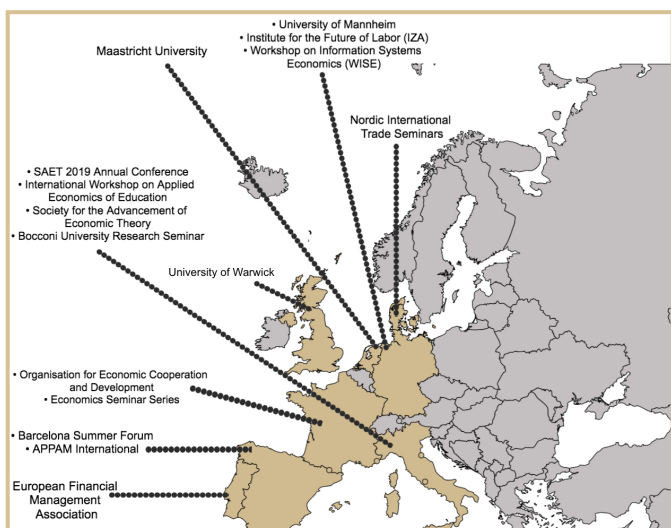 • University of Mannheim
• Institute for the Future of Labor (IZA)
• Workshop on Information Systems
Economics (WISE)
Maastricht University
Nordic International
Trade Seminars
• SAET 2019 Annual Conference
• International Workshop on Applied
Economics of Education
• Society for the Advancement of
Economic Theory
• Bocconi University Research Seminar
University of Warwick
• Organisation for Economic Cooperation
and Development
• Economics Seminar Series
• Barcelona Summer Forum
• APPAM International
European Financial
Management
Association